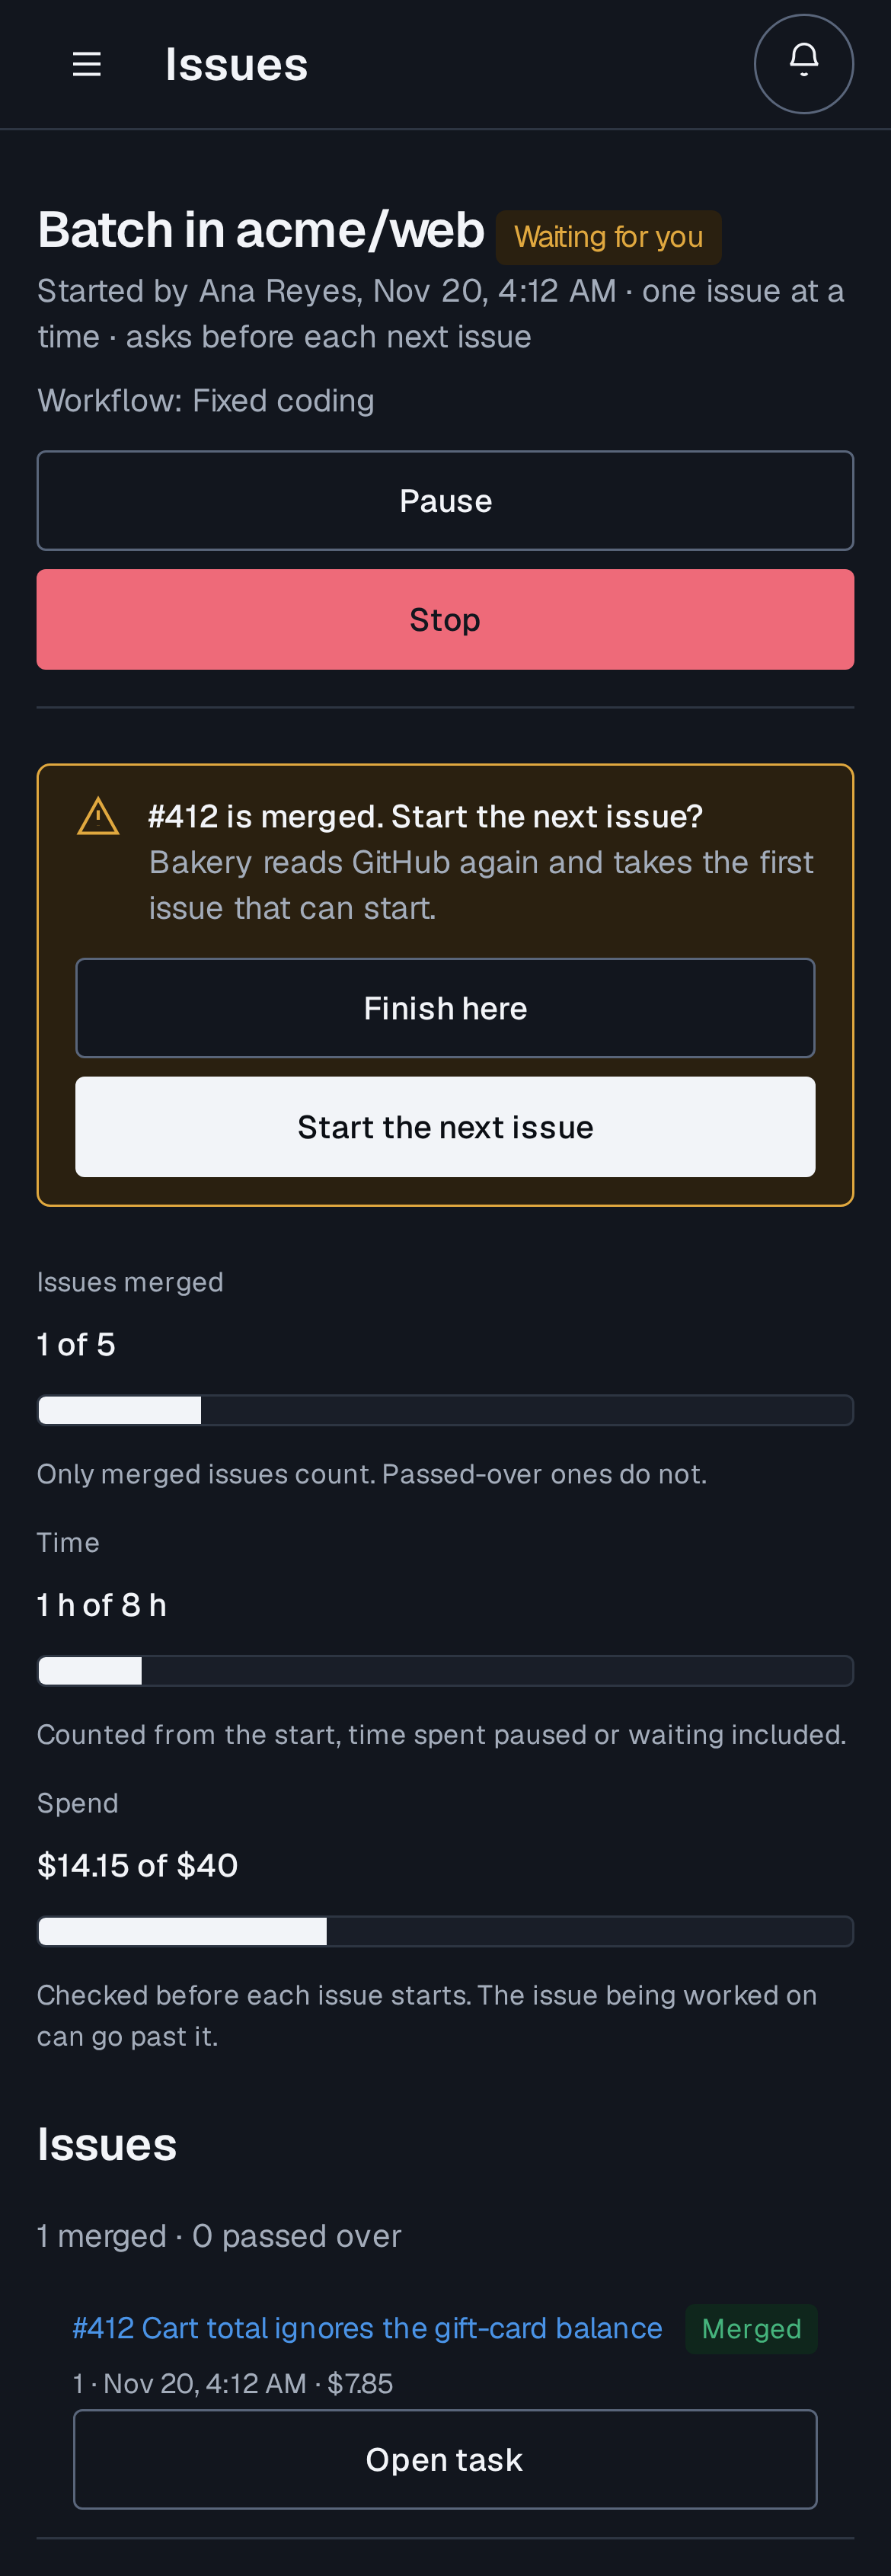 Issues
Batch in acme/web Waiting for you
Started by Ana Reyes, Nov 20, 4:12 AM · one issue at a
time · asks before each next issue
Workflow: Fixed coding
Pause
Stop
#412 is merged. Start the next issue?
Bakery reads GitHub again and takes the first
issue that can start.
Finish here
Start the next issue
Issues merged
1 of 5
Only merged issues count. Passed-over ones do not.
Time
1 h of 8 h
Counted from the start, time spent paused or waiting included.
Spend
$14.15 of $40
Checked before each issue starts. The issue being worked on
can go past it.
Issues
1 merged · 0 passed over
#412 Cart total ignores the gift-card balance Merged
1 · Nov 20, 4:12 AM · $7.85
Open task